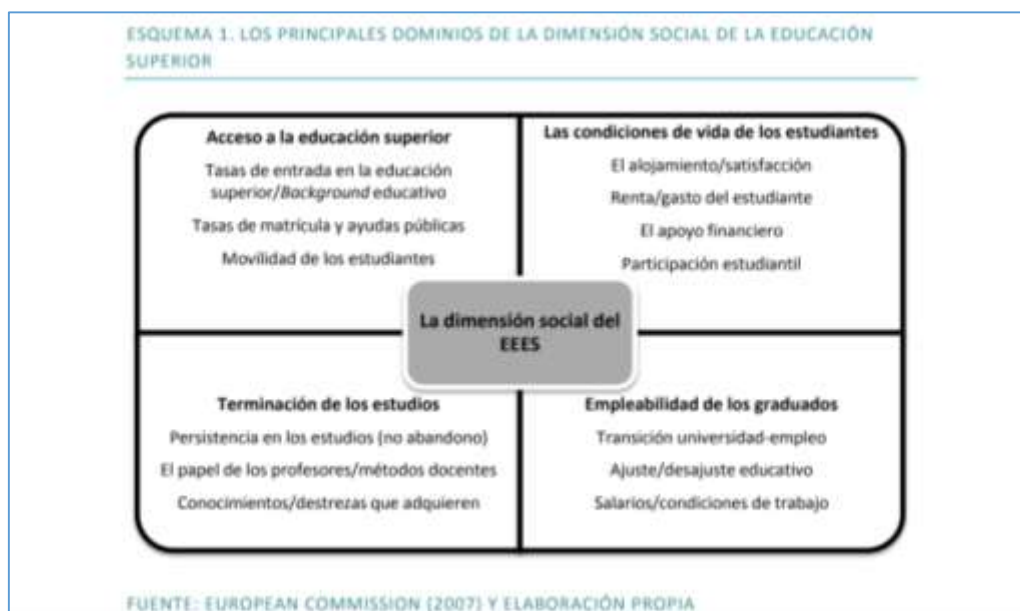 ESQUEMA 1. LOS PRINCIPALES DOMINIOS DE LA DIMENSIÓN SOCIAL DE LA EDUCACIÓN
SUPERIOR
Acceso a la educación superior
Tasas de entrada en la educación
superior/Background educativo
Tasas de matrícula y ayudas públicas
Movilidad de los estudiantes
Las condiciones de vida de los estudiantes
El alojamiento/satisfacción
Renta/gasto del estudiante
El apoyo financiero
Participación estudiantil
La dimensión social del
EEES
Terminación de los estudios
Persistencia en los estudios (no abandono)
El papel de los profesores/métodos docentes
Conocimientos/destrezas que adquieren
Empleabilidad de los graduados
Transición universidad-empleo
Ajuste/desajuste educativo
Salarios/condiciones de trabajo
FUENTE: EUROPEAN COMMISSION (2007) Y ELABORACIÓN PROPIA